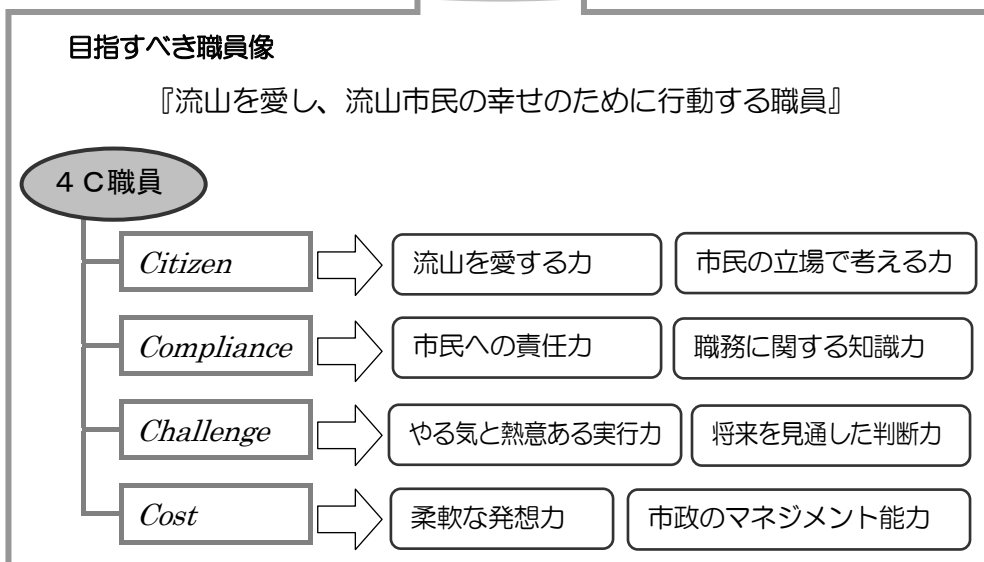 目指すべき職員像
『流山を愛し、流山市民の幸せのために行動する職員』
４Ｃ職員
Citizen 流山を愛する力 市民の立場で考える力
Compliance 市民への責任力 職務に関する知識力
Challenge やる気と熱意ある実行力 将来を見通した判断力
Cost 柔軟な発想力 市政のマネジメント能力